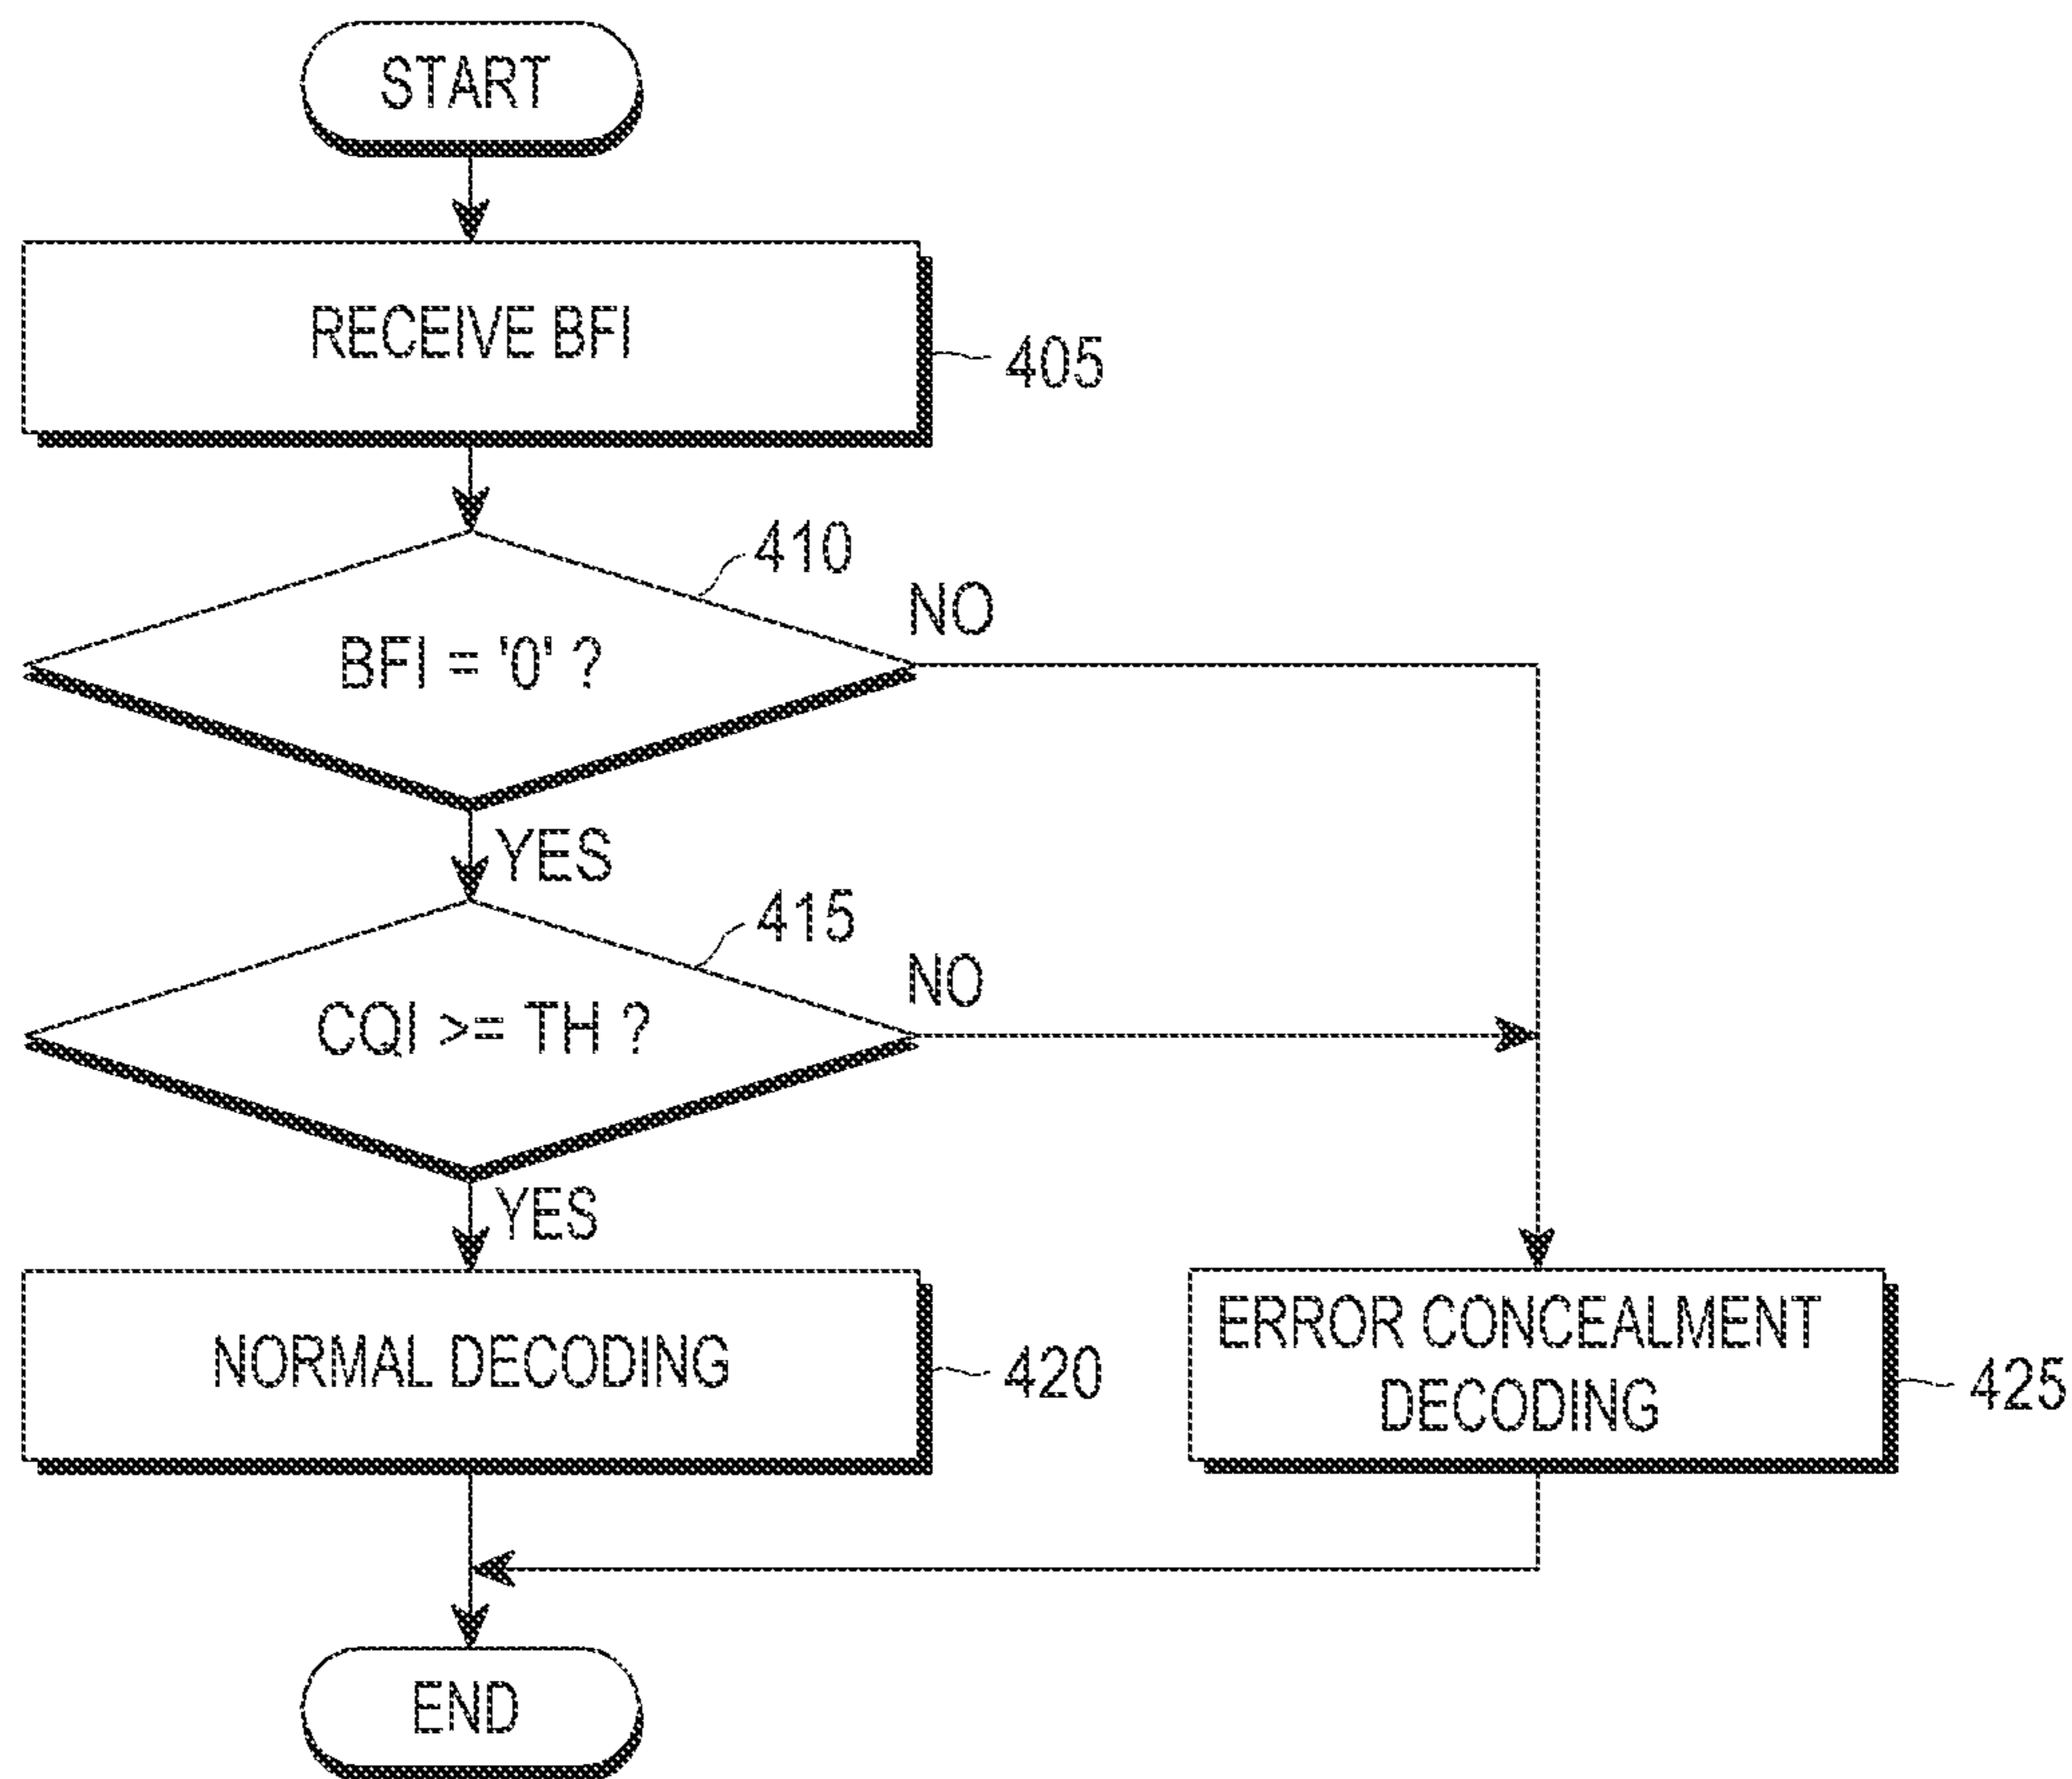 START
RECEIVE BFI
405
410
NO
BFI = '0' ?
YES
415
NO
CQI >= TH ?
YES
NORMAL DECODING
420
ERROR CONCEALMENT
DECODING
425
END